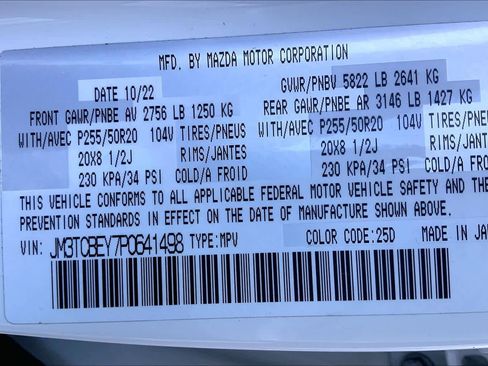 MFD. BY MAZDA MOTOR CORPORATION
DATE 10/22 GVWR/PNBV 5822 LB 2641 KG
FRONT GAWR/PNBE AV 2756 LB 1250 KG REAR GAWR/PNBE AR 3146 LB 1427 KG
WITH/AVEC P255/50R20 104V TIRES/PNEUS WITH/AVEC P255/50R20 104V TIRES/PNEUS
20X8 1/2J RIMS/JANTES 20X8 1/2J RIMS/JANTES
230 KPA/34 PSI COLD/A FROID 230 KPA/34 PSI COLD/A FROID
THIS VEHICLE CONFORMS TO ALL APPLICABLE FEDERAL MOTOR VEHICLE SAFETY AND THE
PREVENTION STANDARDS IN EFFECT ON THE DATE OF MANUFACTURE SHOWN ABOVE.
VIN: JM3TCBEY7P0641498 TYPE:MPV COLOR CODE:25D MADE IN JA